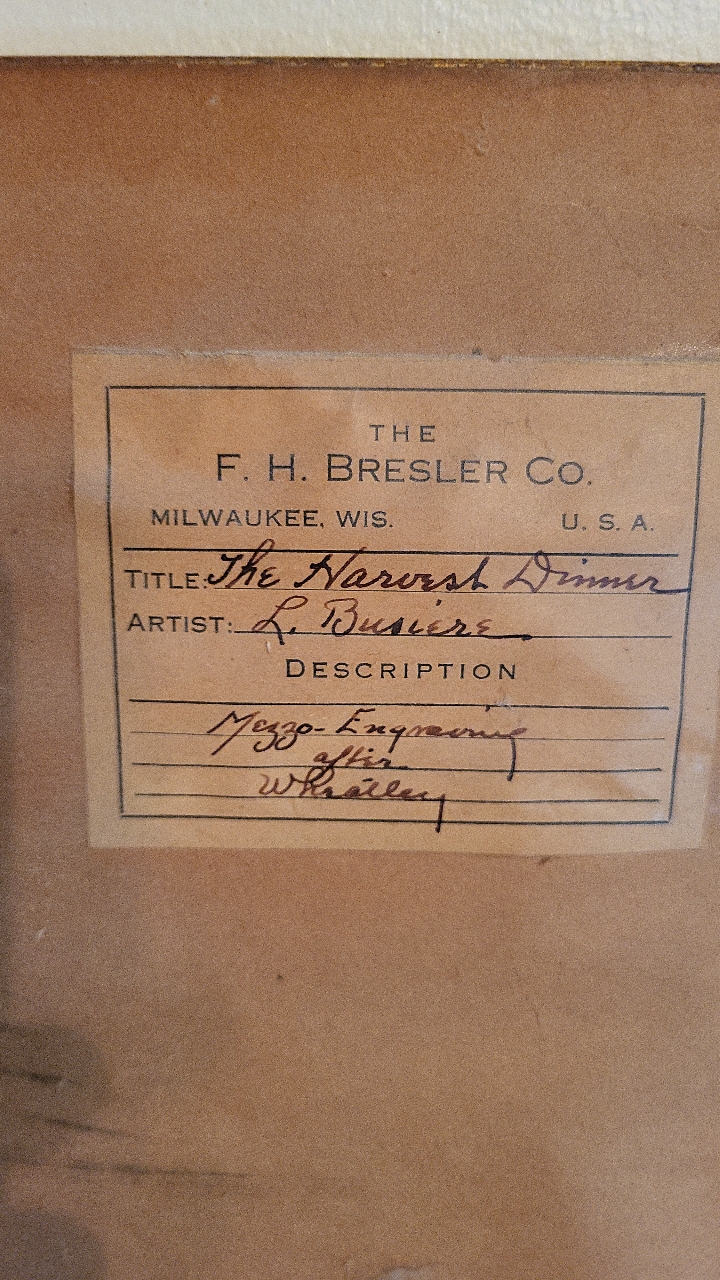 THE
F. H. BRESLER CO.
MILWAUKEE, WIS. U. S. A.
TITLE: The Harvest Dinner
ARTIST: L. Busiere
DESCRIPTION
Mezzo-Engraving
after
Wheatley